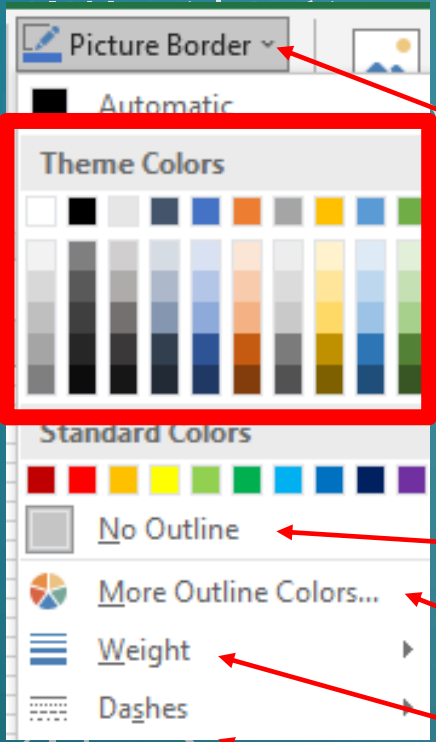 Picture Border
Automatic
Theme Colors
Standard Colors
No Outline
More Outline Colors...
Weight
Dashes